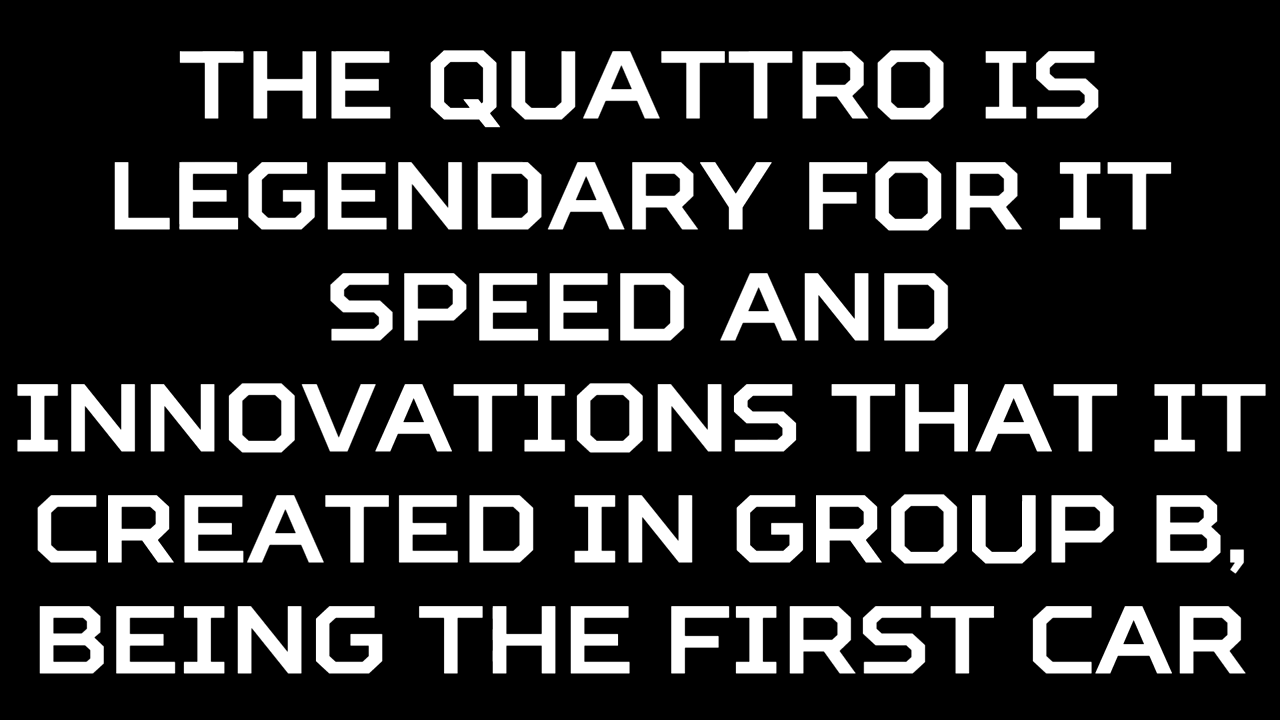 THE QUATTRO IS
LEGENDARY FOR IT
SPEED AND
INNOVATIONS THAT IT
CREATED IN GROUP B,
BEING THE FIRST CAR